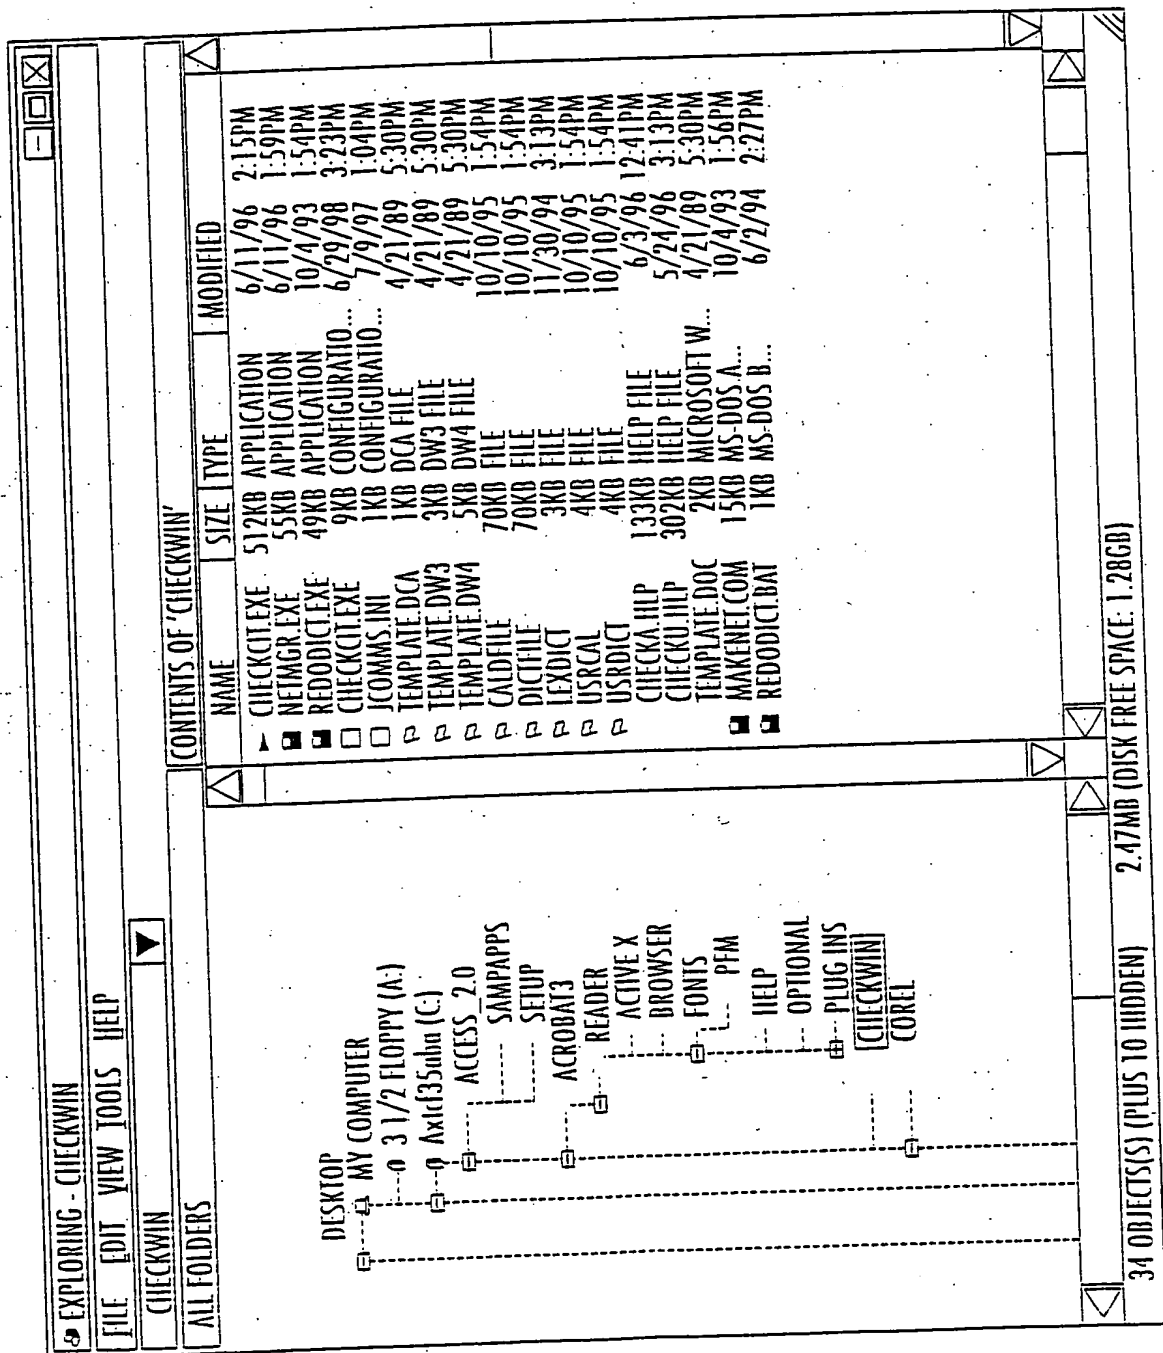 EXPLORING - CHECKWIN
FILE EDIT VIEW TOOLS HELP
CHECKWIN
ALL FOLDERS
DESKTOP
MY COMPUTER
3 1/2 FLOPPY (A:)
Axtcf35aba (C:)
ACCESS_2.0
SAMPAPPS
SETUP
ACROBAT3
READER
ACTIVE X
BROWSER
FONTS
PFM
HELP
OPTIONAL
PLUG INS
CHECKWIN
COREL
CONTENTS OF 'CHECKWIN'
NAME SIZE TYPE MODIFIED
CHECKCIT.EXE 512KB APPLICATION 6/11/96 2:15PM
NETMGR.EXE 55KB APPLICATION 6/11/96 1:59PM
REDODICT.EXE 49KB APPLICATION 10/4/93 1:54PM
CHECKCIT.EXE 9KB CONFIGURATIO... 6/29/98 3:23PM
JCOMMS.INI 1KB CONFIGURATIO... 7/9/97 1:04PM
TEMPLATE.DCA 1KB DCA FILE 4/21/89 5:30PM
TEMPLATE.DW3 3KB DW3 FILE 4/21/89 5:30PM
TEMPLATE.DW4 5KB DW4 FILE 4/21/89 5:30PM
CALDFILE 70KB FILE 10/10/95 1:54PM
DICTFILE 70KB FILE 10/10/95 1:54PM
LEXDICT 3KB FILE 11/30/94 3:13PM
USRCAL 4KB FILE 10/10/95 1:54PM
USRDICT 4KB FILE 10/10/95 1:54PM
CHECKA.HLP 133KB HELP FILE 6/3/96 12:41PM
CHECKU.HLP 302KB HELP FILE 5/24/96 3:13PM
TEMPLATE.DOC 2KB MICROSOFT W... 4/21/89 5:30PM
MAKENET.COM 15KB MS-DOS A... 10/4/93 1:56PM
REDODICT.BAT 1KB MS-DOS B... 6/2/94 2:27PM
34 OBJECTS(S) (PLUS 10 HIDDEN) 2.47MB (DISK FREE SPACE: 1.28GB)